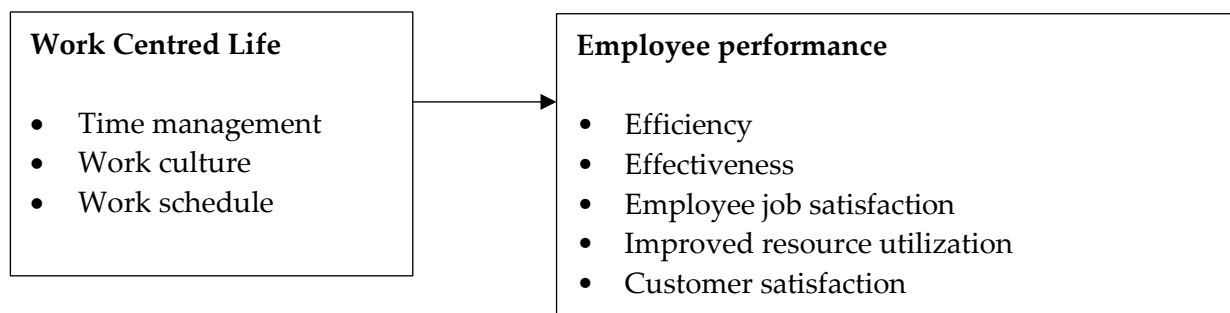 Work Centred Life
• Time management
• Work culture
• Work schedule
Employee performance
• Efficiency
• Effectiveness
• Employee job satisfaction
• Improved resource utilization
• Customer satisfaction